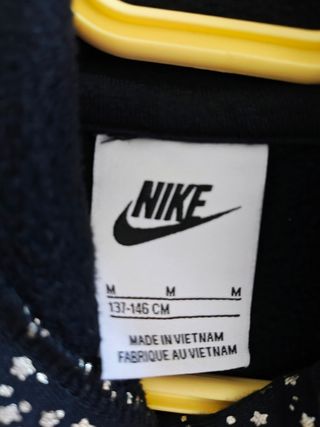 NIKE
M M M
137-146 CM
MADE IN VIETNAM
FABRIQUE AU VIETNAM